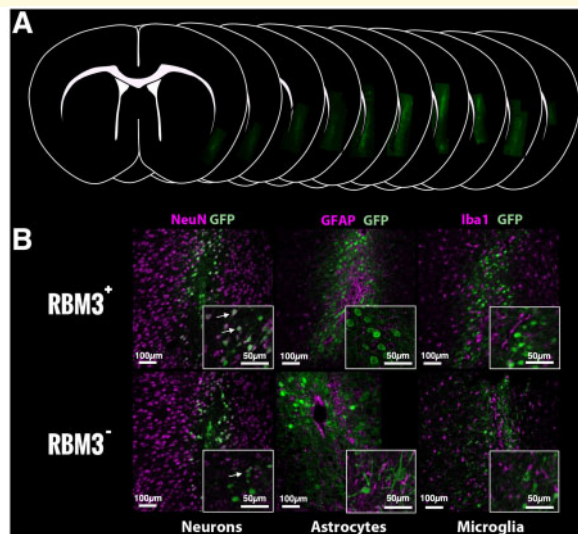 A
NeuN GFP GFAP GFP Iba1 GFP
B
RBM3+
100µm 50µm 100µm 50µm 100µm 50µm
RBM3-
100µm 50µm 100µm 50µm 100µm 50µm
Neurons Astrocytes Microglia